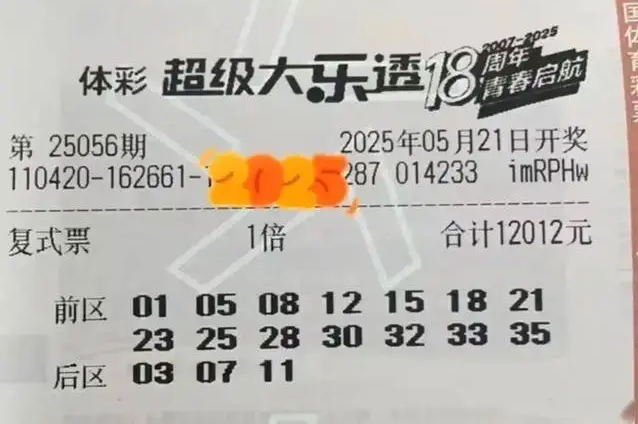 体彩 超级大乐透 18周年 2007-2025 青春启航
第 25056期 2025年05月21日开奖
110420-162661- 2025 287 014233 imRPHw
复式票 1倍 合计12012元
前区 01 05 08 12 15 18 21
23 25 28 30 32 33 35
后区 03 07 11
国体育彩票